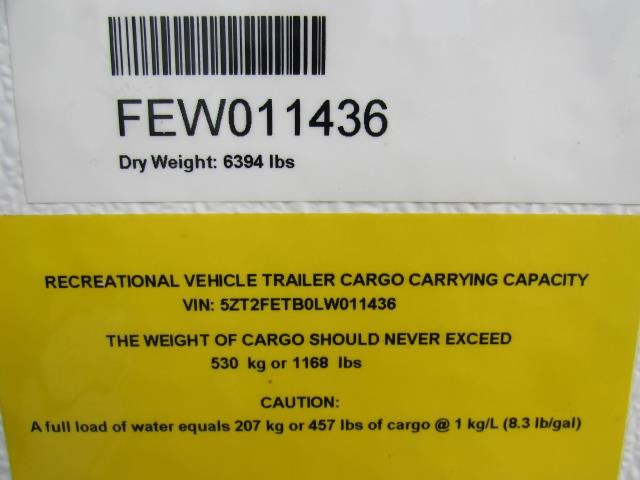 FEW011436
Dry Weight: 6394 lbs
RECREATIONAL VEHICLE TRAILER CARGO CARRYING CAPACITY
VIN: 5ZT2FETB0LW011436
THE WEIGHT OF CARGO SHOULD NEVER EXCEED
530 kg or 1168 lbs
CAUTION:
A full load of water equals 207 kg or 457 lbs of cargo @ 1 kg/L (8.3 lb/gal)